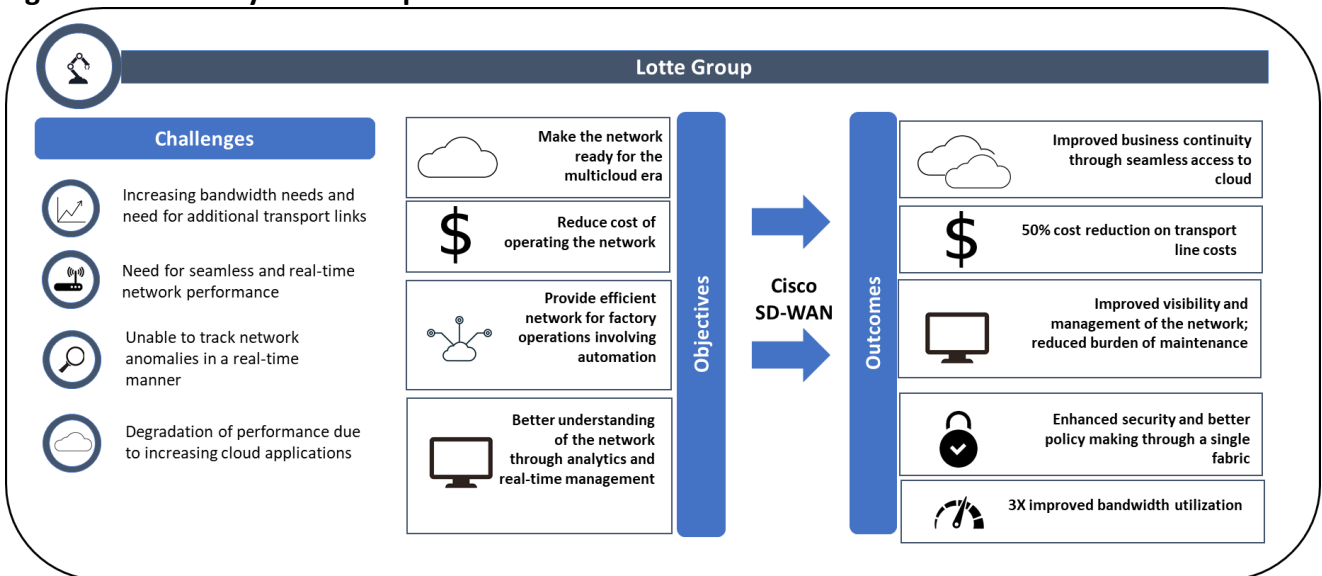 Lotte Group
Challenges
Increasing bandwidth needs and
need for additional transport links
Need for seamless and real-time
network performance
Unable to track network
anomalies in a real-time
manner
Degradation of performance due
to increasing cloud applications
Make the network
ready for the
multicloud era
$
Reduce cost of
operating the network
Provide efficient
network for factory
operations involving
automation
Better understanding
of the network
through analytics and
real-time management
Objectives
Cisco
SD-WAN
Outcomes
Improved business continuity
through seamless access to
cloud
$
50% cost reduction on transport
line costs
Improved visibility and
management of the network;
reduced burden of maintenance
Enhanced security and better
policy making through a single
fabric
3X improved bandwidth utilization